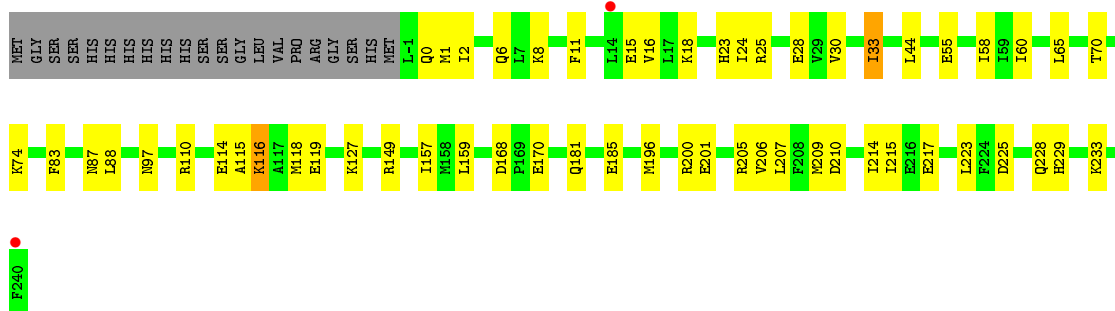 MET GLY SER SER HIS HIS HIS HIS HIS HIS SER SER GLY LEU VAL PRO ARG GLY SER HIS MET L-1 Q0 M1 I2 Q6 L7 K8 F11 L14 E15 V16 L17 K18 H23 I24 R25 E28 V29 V30 I33 L44 E55 I58 I59 I60 L65 T70
K74 F83 N87 L88 N97 R110 E114 A115 K116 A117 M118 E119 K127 R149 I157 M158 L159 D168 P169 E170 Q181 E185 M196 R200 E201 R205 V206 L207 F208 M209 D210 I214 I215 E216 E217 L223 F224 D225 Q228 H229 K233
F240